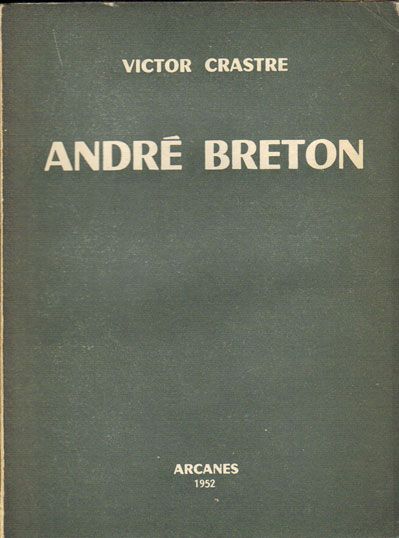 VICTOR CRASTRE
ANDRÉ BRETON
ARCANES
1952